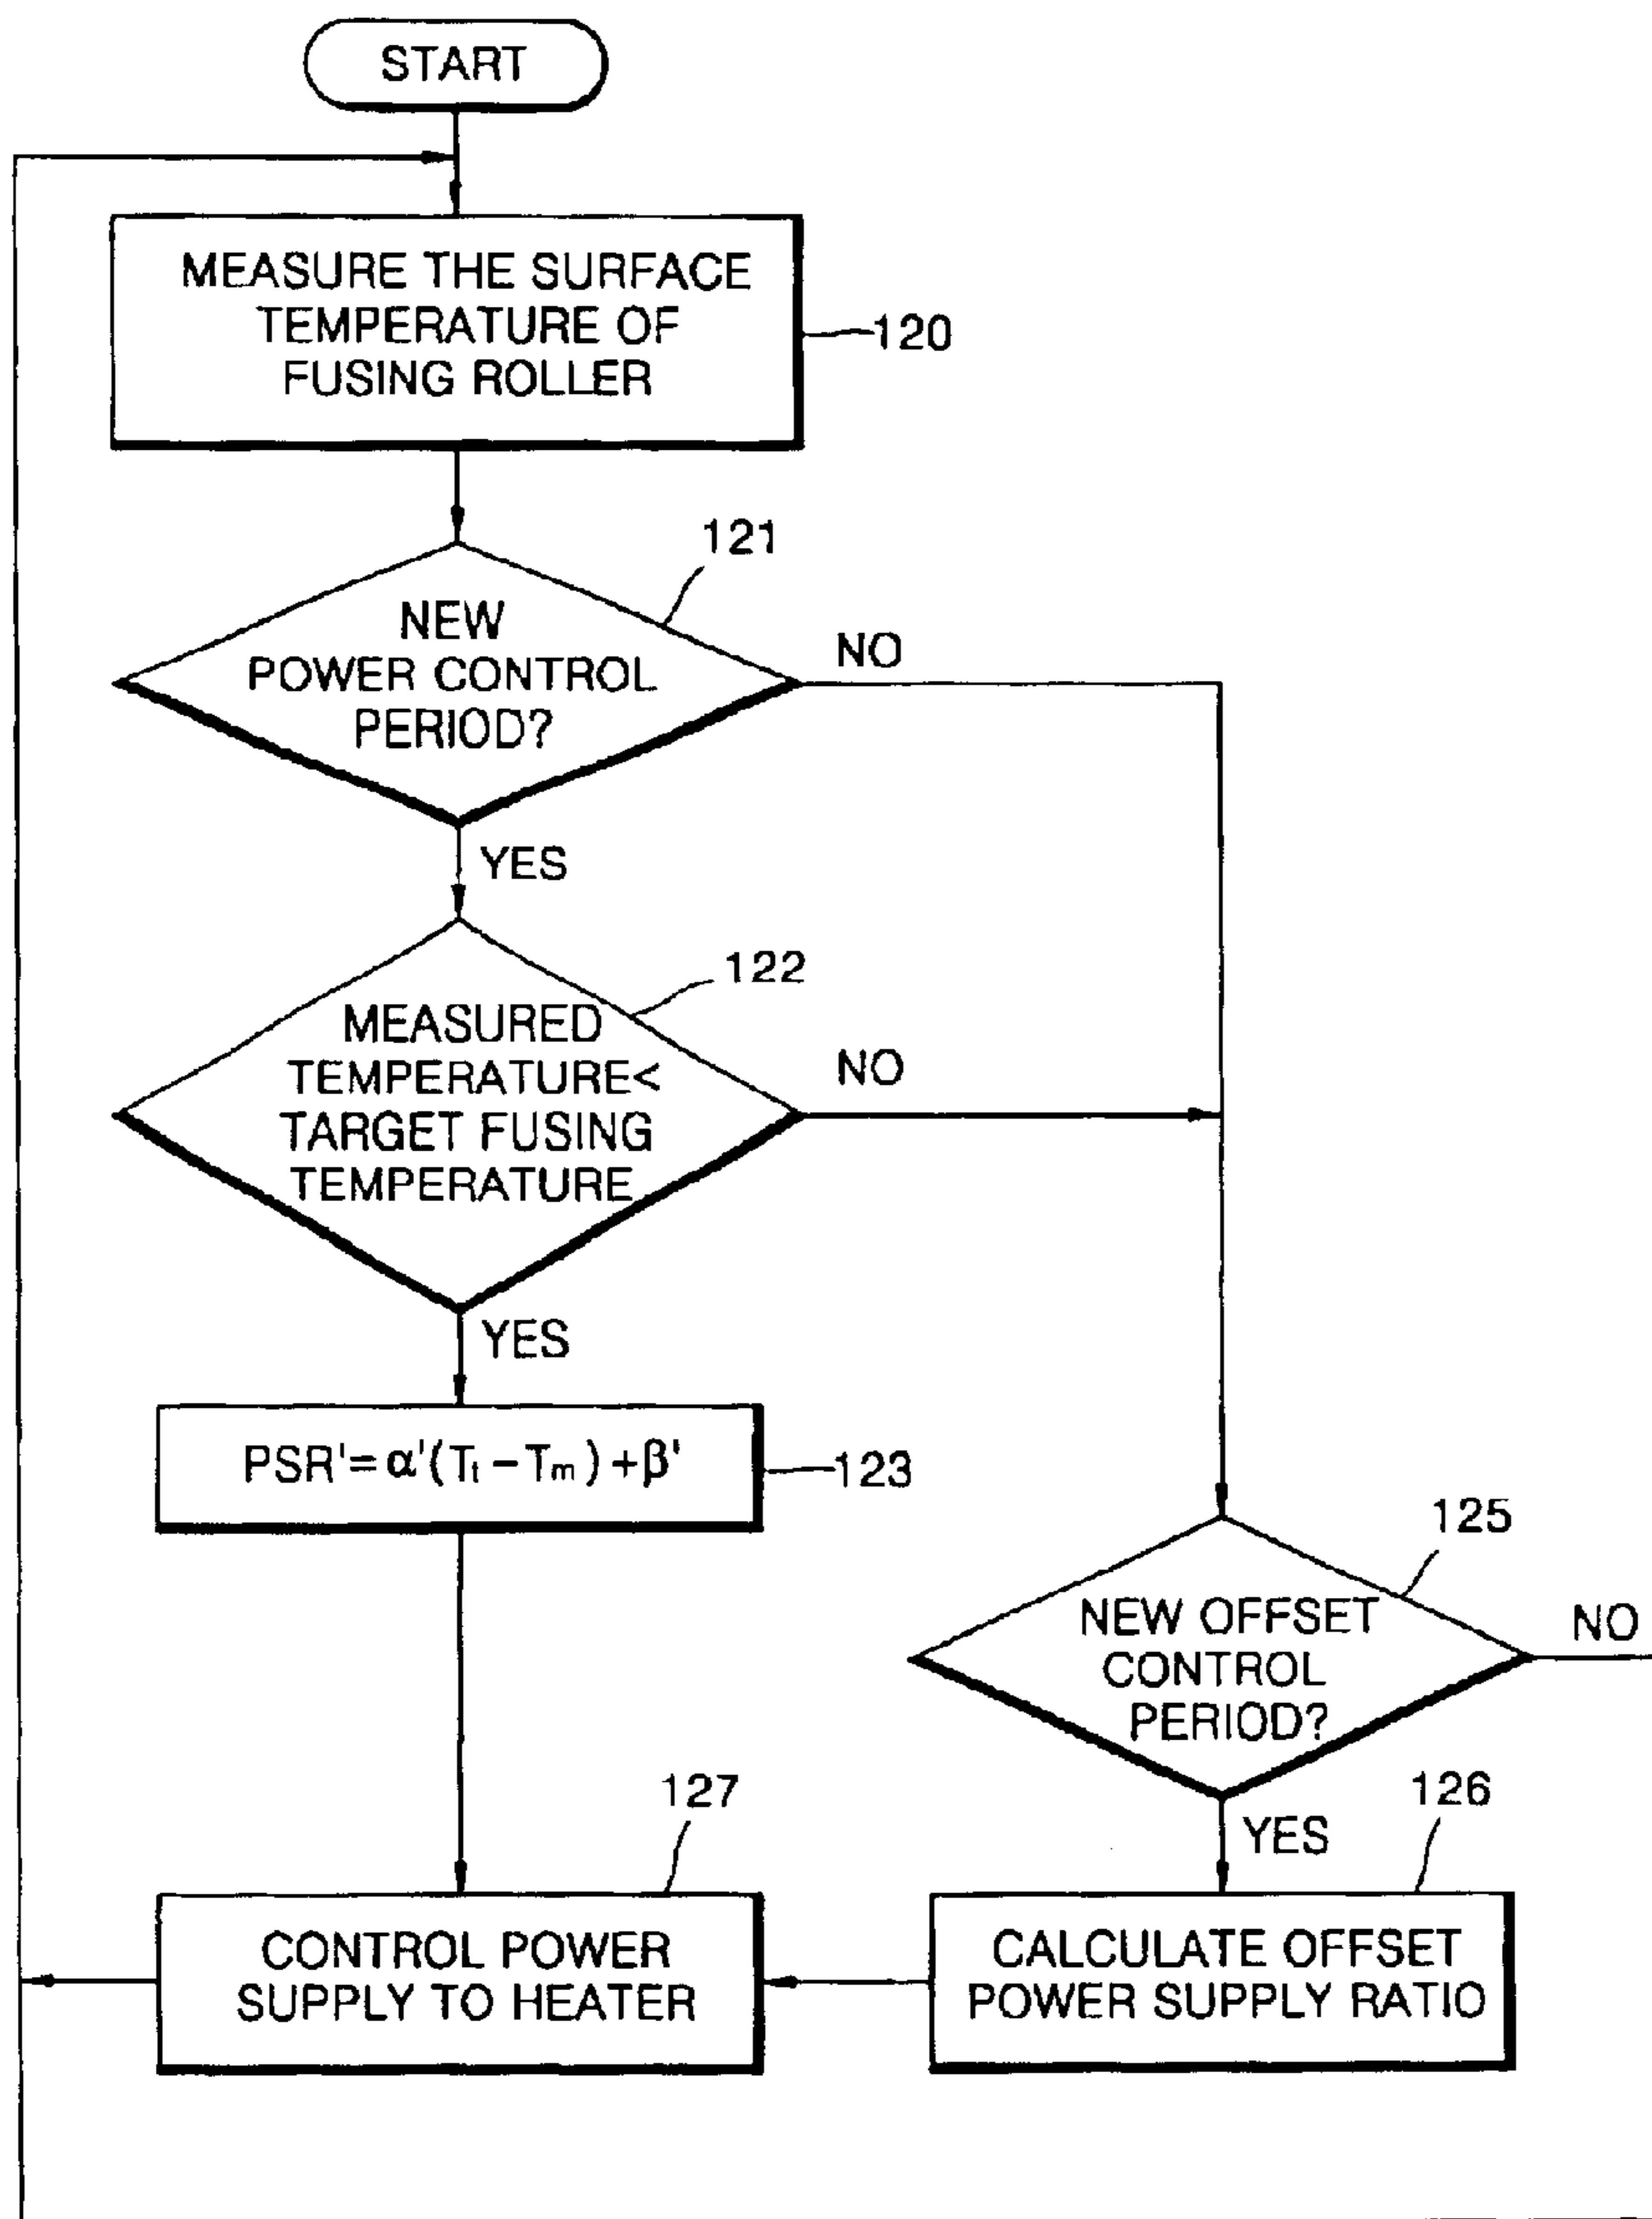 START
MEASURE THE SURFACE
TEMPERATURE OF
FUSING ROLLER
120
121
NEW
POWER CONTROL
PERIOD?
NO
YES
122
MEASURED
TEMPERATURE<
TARGET FUSING
TEMPERATURE
NO
YES
PSR'=α'(Tt-Tm)+β'
123
125
NEW OFFSET
CONTROL
PERIOD?
NO
YES
127
CONTROL POWER
SUPPLY TO HEATER
126
CALCULATE OFFSET
POWER SUPPLY RATIO